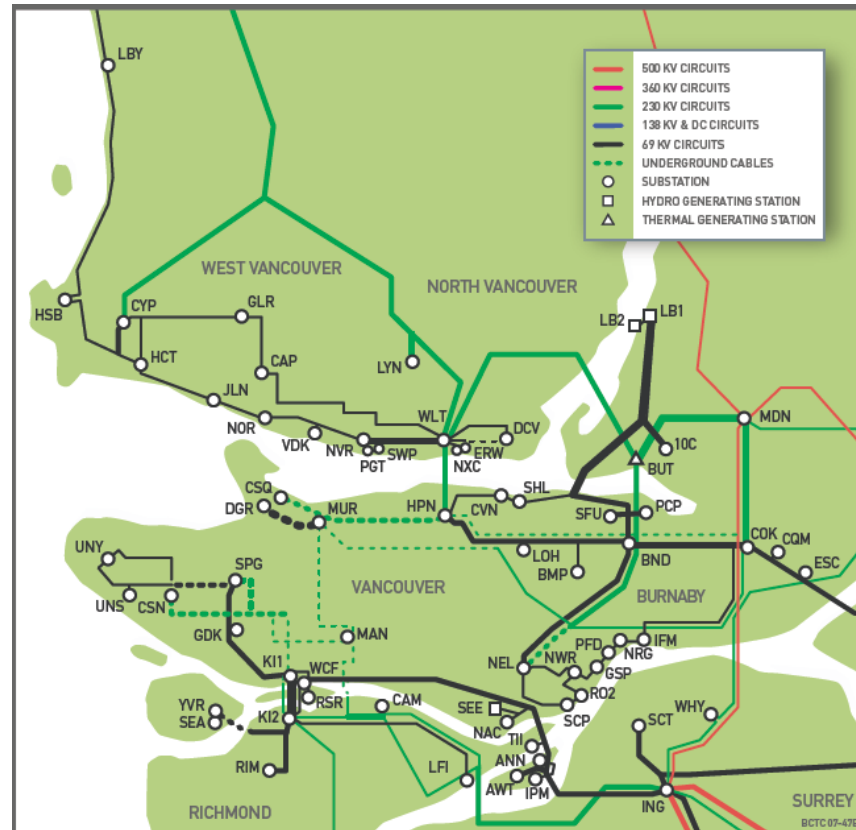 LBY
500 KV CIRCUITS
360 KV CIRCUITS
230 KV CIRCUITS
138 KV & DC CIRCUITS
69 KV CIRCUITS
UNDERGROUND CABLES
SUBSTATION
HYDRO GENERATING STATION
THERMAL GENERATING STATION
WEST VANCOUVER
NORTH VANCOUVER
HSB
CYP
GLR
LB2
LB1
HCT
CAP
LYN
JLN
NOR
VDK
NVR
PGT
SWP
WLT
NXC
ERW
DCV
10C
BUT
MDN
CSQ
DGR
MUR
HPN
CVN
SHL
SFU
PCP
LOH
BMP
BND
COK
CQM
ESC
UNY
UNS
CSN
SPG
VANCOUVER
BURNABY
GDK
MAN
NEL
NWR
PFD
GSP
NRG
IFM
RO2
SCP
KI1
WCF
RSR
CAM
SEE
NAC
YVR
SEA
KI2
TII
ANN
AWT
IPM
SCT
WHY
RIM
LFI
ING
RICHMOND
SURREY